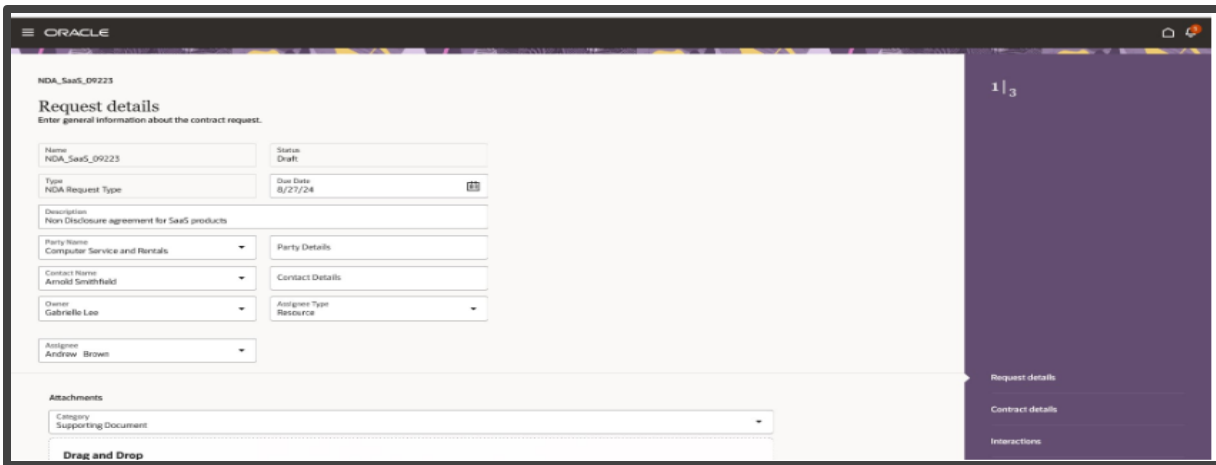 ORACLE
NDA_SaaS_09223
Request details
Enter general information about the contract request.
Name
NDA_SaaS_09223
Status
Draft
Type
NDA Request Type
Due Date
8/27/24
Description
Non Disclosure agreement for SaaS products
Party Name
Computer Service and Rentals
Party Details
Contact Name
Arnold Smithfield
Contact Details
Owner
Gabrielle Lee
Assignee Type
Resource
Assignee
Andrew Brown
Attachments
Category
Supporting Document
Drag and Drop
1|3
Request details
Contract details
Interactions